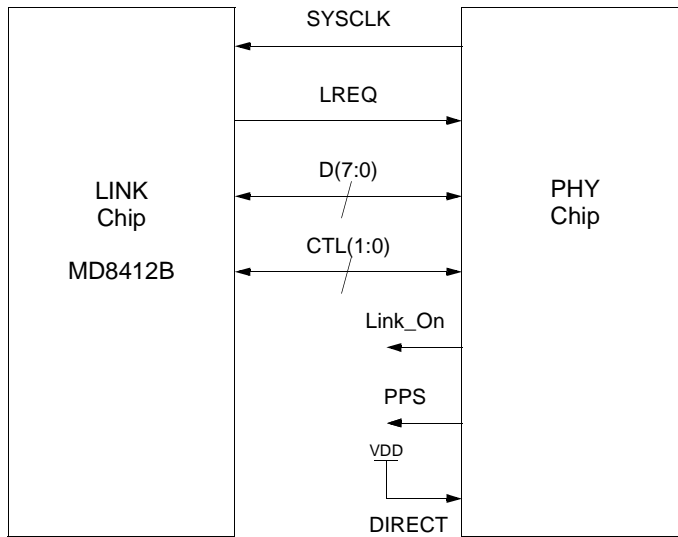 SYSCLK
LREQ
D(7:0)
LINK
Chip
PHY
Chip
CTL(1:0)
MD8412B
Link_On
PPS
VDD
DIRECT